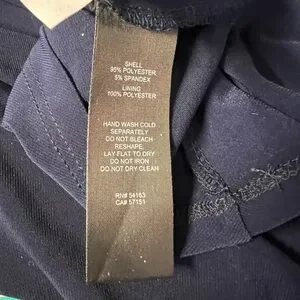 SHELL
95% POLYESTER
5% SPANDEX
LINING
100% POLYESTER
HAND WASH COLD
SEPARATELY
DO NOT BLEACH
RESHAPE,
LAY FLAT TO DRY
DO NOT IRON
DO NOT DRY CLEAN
RN# 54163
CA# 57151